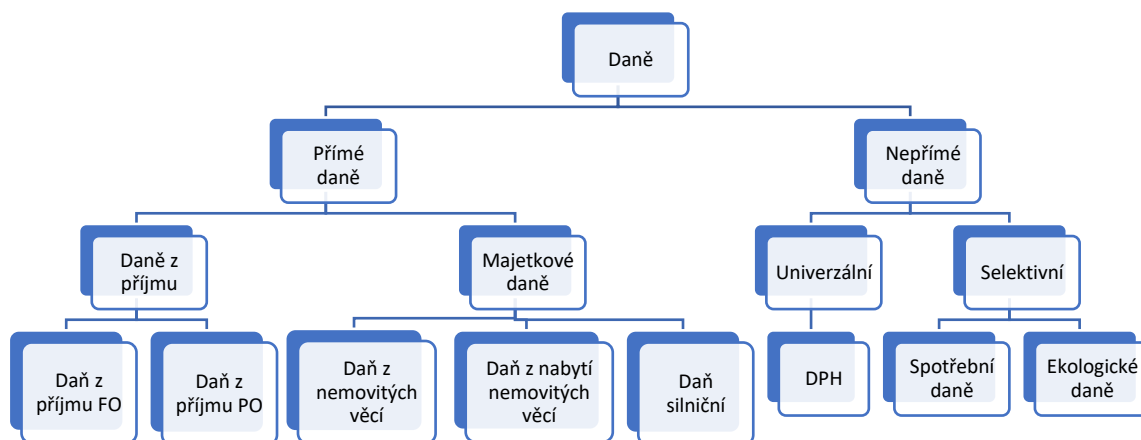 Daně
Přímé
daně
Nepřímé
daně
Daně z
příjmu
Majetkové
daně
Univerzální
Selektivní
Daň z
příjmu FO
Daň z
příjmu PO
Daň z
nemovitých
věcí
Daň z nabytí
nemovitých
věcí
Daň
silniční
DPH
Spotřební
daně
Ekologické
daně